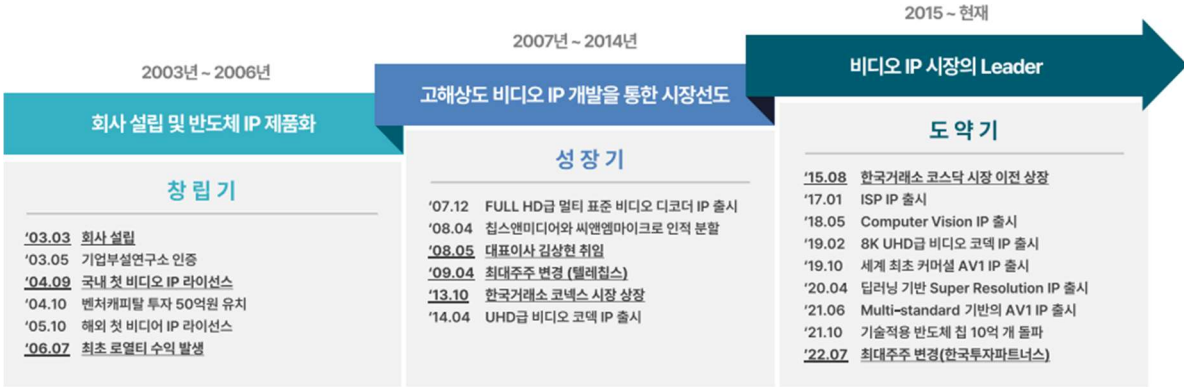 2003년 ~ 2006년
회사 설립 및 반도체 IP 제품화
창 립 기
‘03.03 회사 설립
‘03.05 기업부설연구소 인증
‘04.09 국내 첫 비디오 IP 라이선스
‘04.10 벤처캐피탈 투자 50억원 유치
‘05.10 해외 첫 비디어 IP 라이선스
‘06.07 최초 로열티 수익 발생
2007년 ~ 2014년
고해상도 비디오 IP 개발을 통한 시장선도
성 장 기
‘07.12 FULL HD급 멀티 표준 비디오 디코더 IP 출시
‘08.04 칩스앤미디어와 씨앤엠마이크로 인적 분할
‘08.05 대표이사 김상현 취임
‘09.04 최대주주 변경 (텔레칩스)
‘13.10 한국거래소 코넥스 시장 상장
‘14.04 UHD급 비디오 코덱 IP 출시
2015 ~ 현재
비디오 IP 시장의 Leader
도 약 기
‘15.08 한국거래소 코스닥 시장 이전 상장
‘17.01 ISP IP 출시
‘18.05 Computer Vision IP 출시
‘19.02 8K UHD급 비디오 코덱 IP 출시
‘19.10 세계 최초 커머셜 AV1 IP 출시
‘20.04 딥러닝 기반 Super Resolution IP 출시
‘21.06 Multi-standard 기반의 AV1 IP 출시
‘21.10 기술적용 반도체 칩 10억 개 돌파
‘22.07 최대주주 변경(한국투자파트너스)